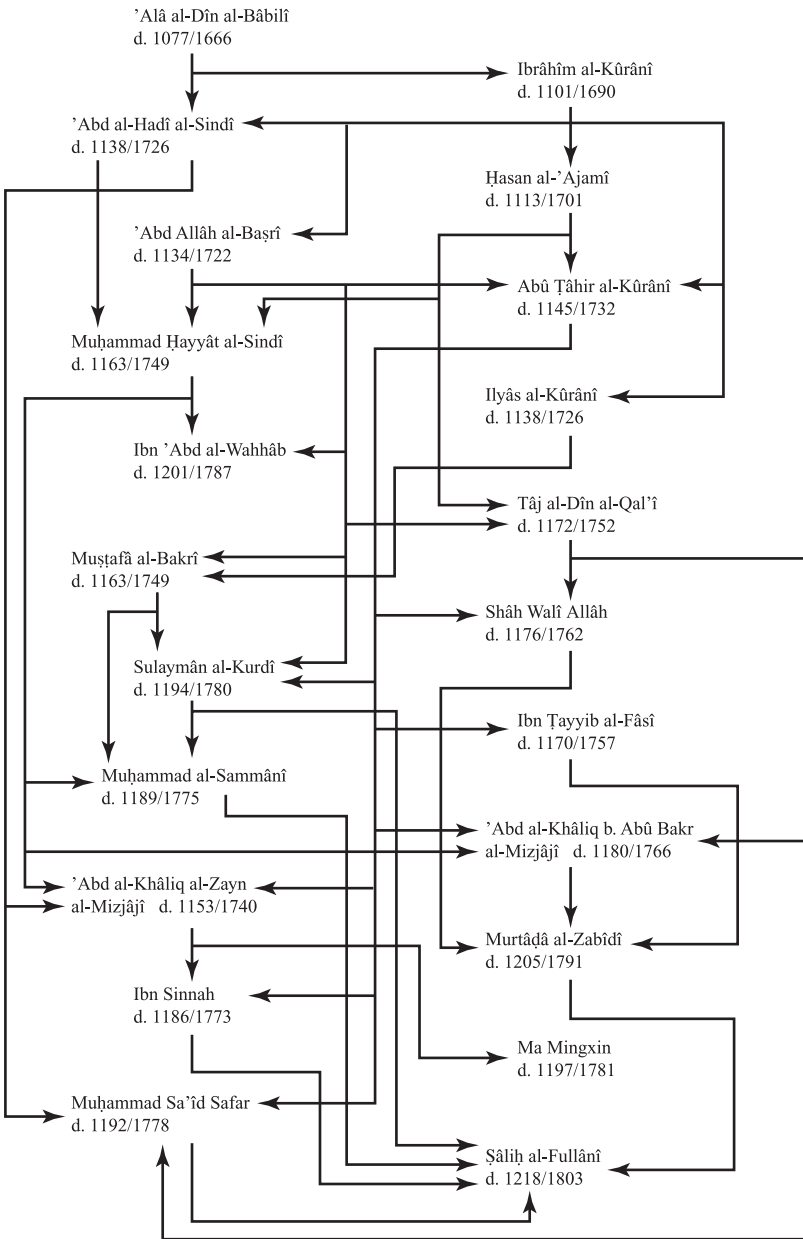 ’Alâ al-Dîn al-Bâbilî
d. 1077/1666
Ibrâhîm al-Kûrânî
d. 1101/1690
’Abd al-Hadî al-Sindî
d. 1138/1726
Ḥasan al-’Ajamî
d. 1113/1701
’Abd Allâh al-Baṣrî
d. 1134/1722
Abû Ṭâhir al-Kûrânî
d. 1145/1732
Muḥammad Ḥayyât al-Sindî
d. 1163/1749
Ilyâs al-Kûrânî
d. 1138/1726
Ibn ’Abd al-Wahhâb
d. 1201/1787
Tâj al-Dîn al-Qal’î
d. 1172/1752
Muṣtafâ al-Bakrî
d. 1163/1749
Shâh Walî Allâh
d. 1176/1762
Sulaymân al-Kurdî
d. 1194/1780
Ibn Ṭayyib al-Fâsî
d. 1170/1757
Muḥammad al-Sammânî
d. 1189/1775
’Abd al-Khâliq b. Abû Bakr
al-Mizjâjî d. 1180/1766
’Abd al-Khâliq al-Zayn
al-Mizjâjî d. 1153/1740
Murtâḍâ al-Zabîdî
d. 1205/1791
Ibn Sinnah
d. 1186/1773
Ma Mingxin
d. 1197/1781
Muḥammad Sa’îd Safar
d. 1192/1778
Ṣâliḥ al-Fullânî
d. 1218/1803